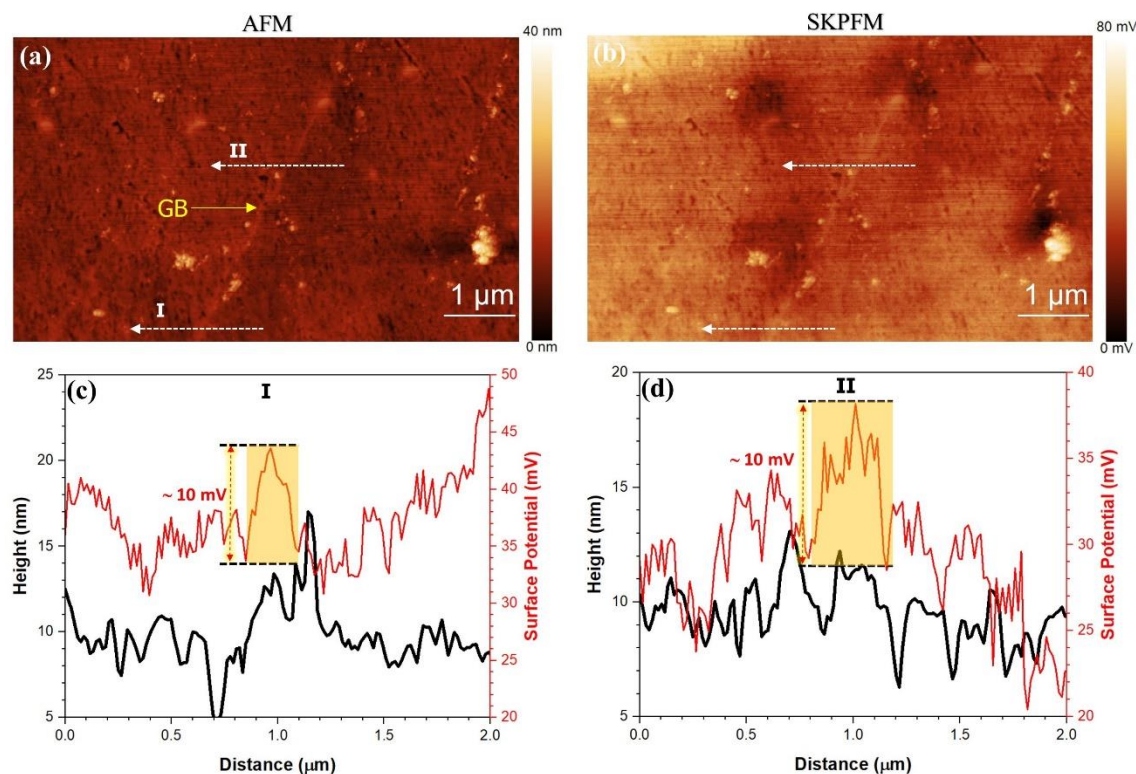 AFM
SKPFM
(a)
40 nm
II
GB
I
1 μm
0 nm
(b)
80 mV
1 μm
0 mV
(c)
I
~ 10 mV
Height (nm)
25
20
15
10
5
Surface Potential (mV)
50
45
40
35
30
25
20
0.0 0.5 1.0 1.5 2.0
Distance (μm)
(d)
II
~ 10 mV
Height (nm)
20
15
10
5
Surface Potential (mV)
40
35
30
25
20
0.0 0.5 1.0 1.5 2.0
Distance (μm)